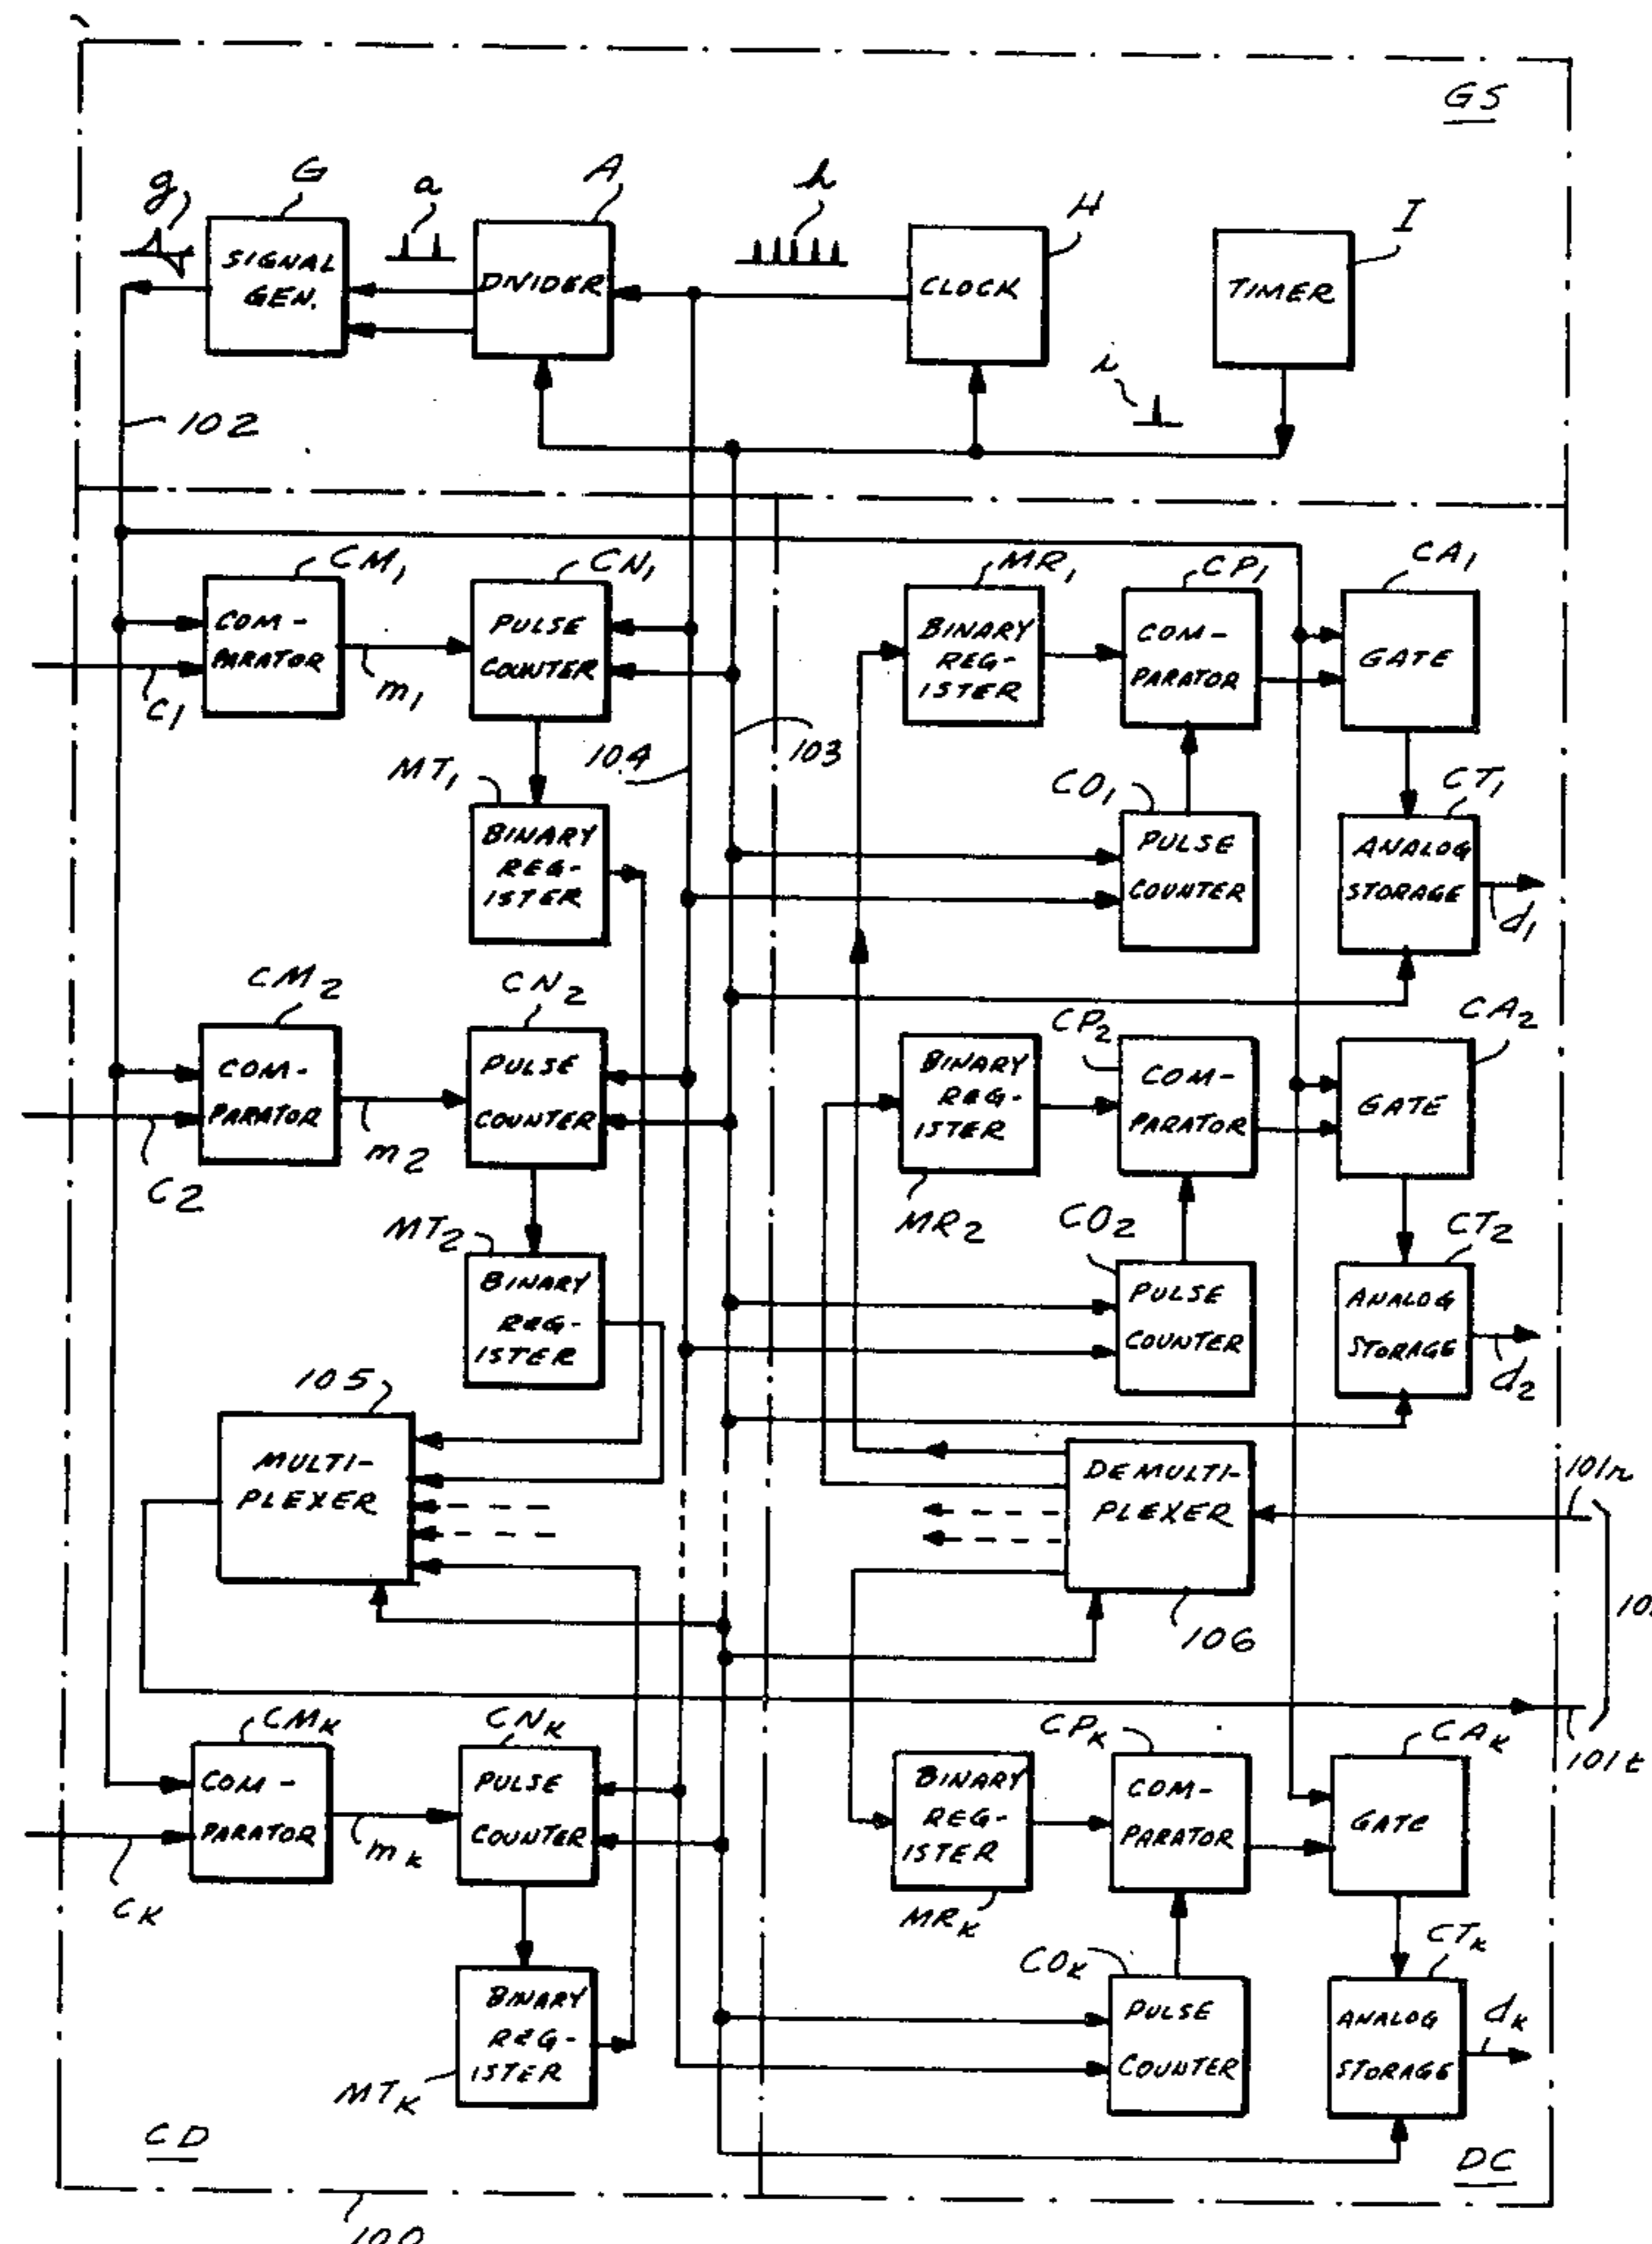 GS
g
G
a
A
h
H
I
SIGNAL
GEN.
DIVIDER
CLOCK
TIMER
i
102
CM1
CN1
MR1
CP1
CA1
COM-
PARATOR
PULSE
COUNTER
BINARY
REG-
ISTER
COM-
PARATOR
GATE
C1
m1
104
103
MT1
CO1
CT1
BINARY
REG-
ISTER
PULSE
COUNTER
ANALOG
STORAGE
d1
CM2
CN2
CP2
CA2
COM-
PARATOR
PULSE
COUNTER
BINARY
REG-
ISTER
COM-
PARATOR
GATE
C2
m2
MR2
MT2
CO2
CT2
BINARY
REG-
ISTER
PULSE
COUNTER
ANALOG
STORAGE
d2
105
MULTI-
PLEXER
DEMULTI-
PLEXER
101r
106
101t
CMK
CNK
CPK
CAK
COM-
PARATOR
PULSE
COUNTER
BINARY
REG-
ISTER
COM-
PARATOR
GATE
CK
mK
MRK
COK
CTK
BINARY
REG-
ISTER
PULSE
COUNTER
ANALOG
STORAGE
dK
MTK
CD
DC
100